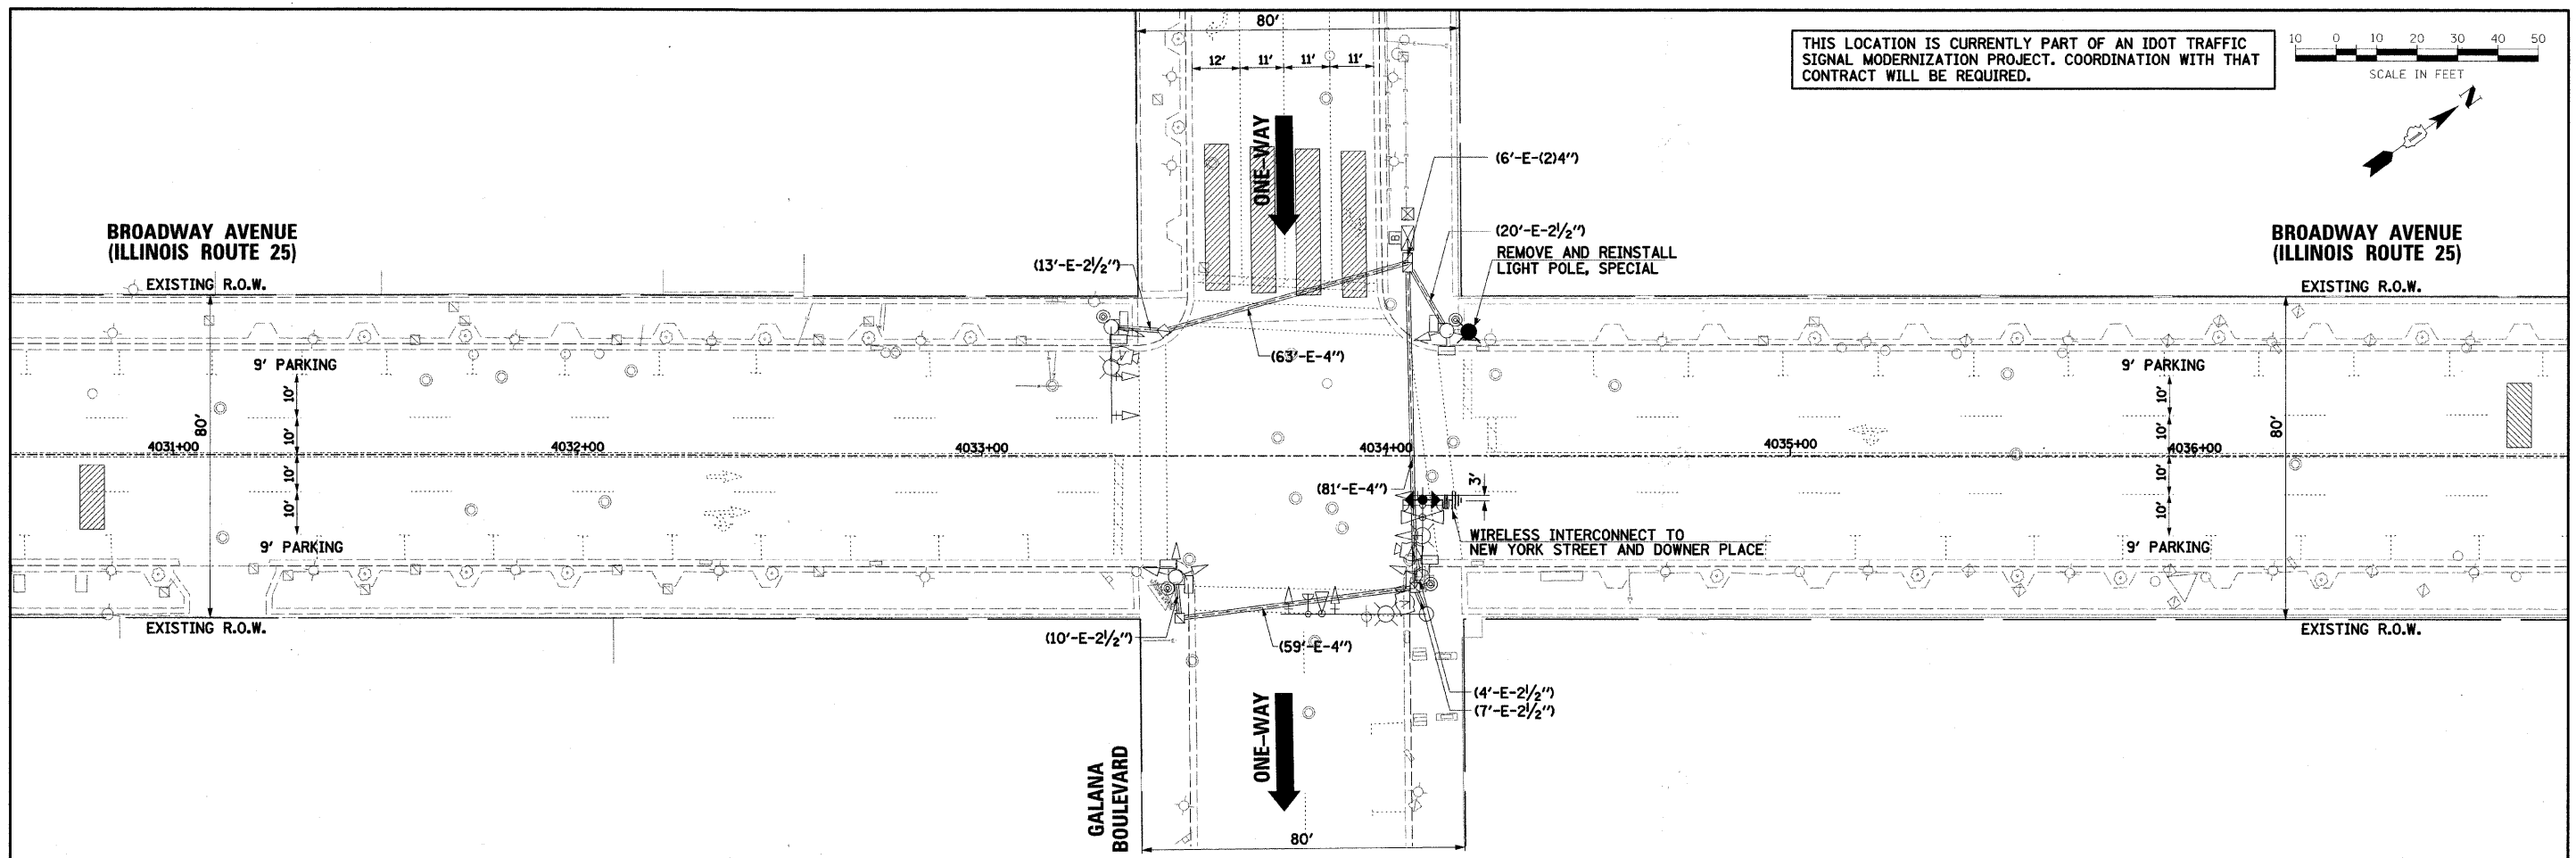 80'
12' 11' 11' 11'
ONE-WAY
THIS LOCATION IS CURRENTLY PART OF AN IDOT TRAFFIC
SIGNAL MODERNIZATION PROJECT. COORDINATION WITH THAT
CONTRACT WILL BE REQUIRED.
10 0 10 20 30 40 50
SCALE IN FEET
N
BROADWAY AVENUE
(ILLINOIS ROUTE 25)
EXISTING R.O.W.
(13'-E-2½")
(6'-E-(2)4")
(20'-E-2½")
REMOVE AND REINSTALL
LIGHT POLE, SPECIAL
B
BROADWAY AVENUE
(ILLINOIS ROUTE 25)
EXISTING R.O.W.
(63'-E-4")
9' PARKING
10'
10'
80'
10'
10'
9' PARKING
9' PARKING
10'
10'
80'
10'
10'
9' PARKING
4031+00 4032+00 4033+00 4034+00 4035+00 4036+00
(81'-E-4")
3'
WIRELESS INTERCONNECT TO
NEW YORK STREET AND DOWNER PLACE
EXISTING R.O.W.
(10'-E-2½")
(59'-E-4")
EXISTING R.O.W.
(4'-E-2½")
(7'-E-2½")
ONE-WAY
GALANA
BOULEVARD
80'